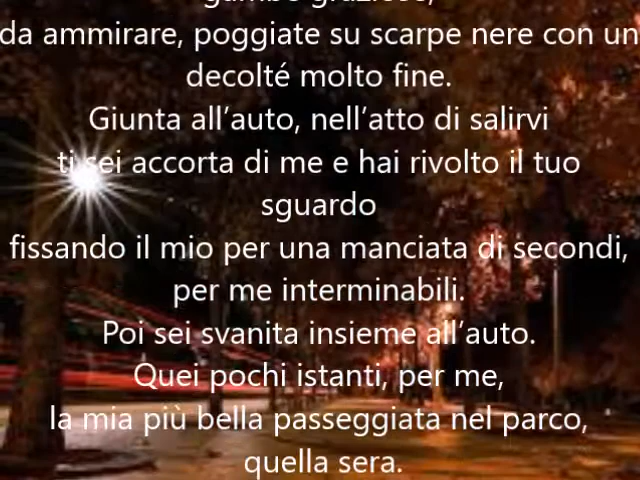 gambe graziose,
da ammirare, poggiate su scarpe nere con un
decolté molto fine.
Giunta all’auto, nell’atto di salirvi
ti sei accorta di me e hai rivolto il tuo
sguardo
fissando il mio per una manciata di secondi,
per me interminabili.
Poi sei svanita insieme all’auto.
Quei pochi istanti, per me,
la mia più bella passeggiata nel parco,
quella sera.